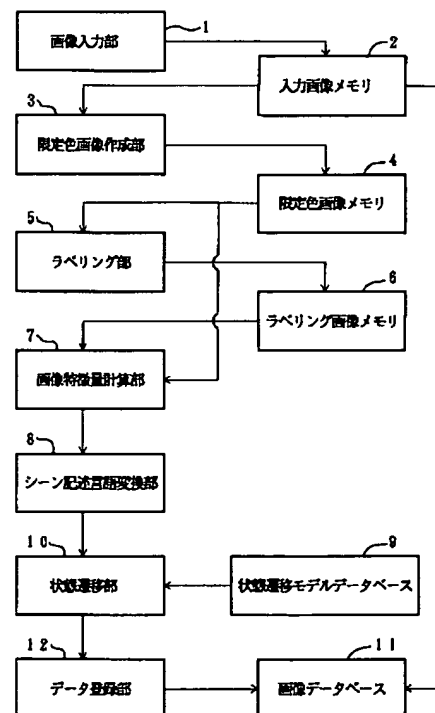 1
画像入力部
2
入力画像メモリ
3
限定色画像作成部
4
限定色画像メモリ
5
ラベリング部
6
ラベリング画像メモリ
7
画像特徴量計算部
8
シーン記述言語変換部
10
状態遷移部
9
状態遷移モデルデータベース
12
データ登録部
11
画像データベース